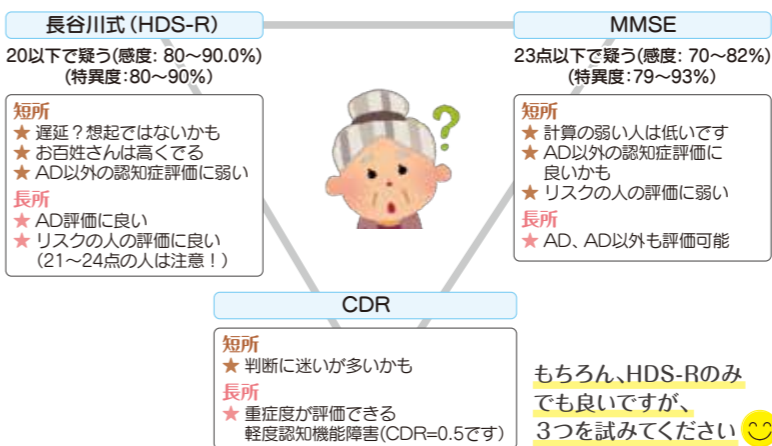 長谷川式(HDS-R)
20以下で疑う(感度: 80～90.0%)
(特異度:80～90%)
短所
★ 遅延？想起ではないかも
★ お百姓さんは高くでる
★ AD以外の認知症評価に弱い
長所
★ AD評価に良い
★ リスクの人の評価に良い
(21～24点の人は注意！)
MMSE
23点以下で疑う(感度: 70～82%)
(特異度:79～93%)
短所
★ 計算の弱い人は低いです
★ AD以外の認知症評価に
良いかも
★ リスクの人の評価に弱い
長所
★ AD、AD以外も評価可能
?
CDR
短所
★ 判断に迷いが多いかも
長所
★ 重症度が評価できる
軽度認知機能障害(CDR=0.5です)
もちろん、HDS-Rのみ
でも良いですが、
3つを試みてください